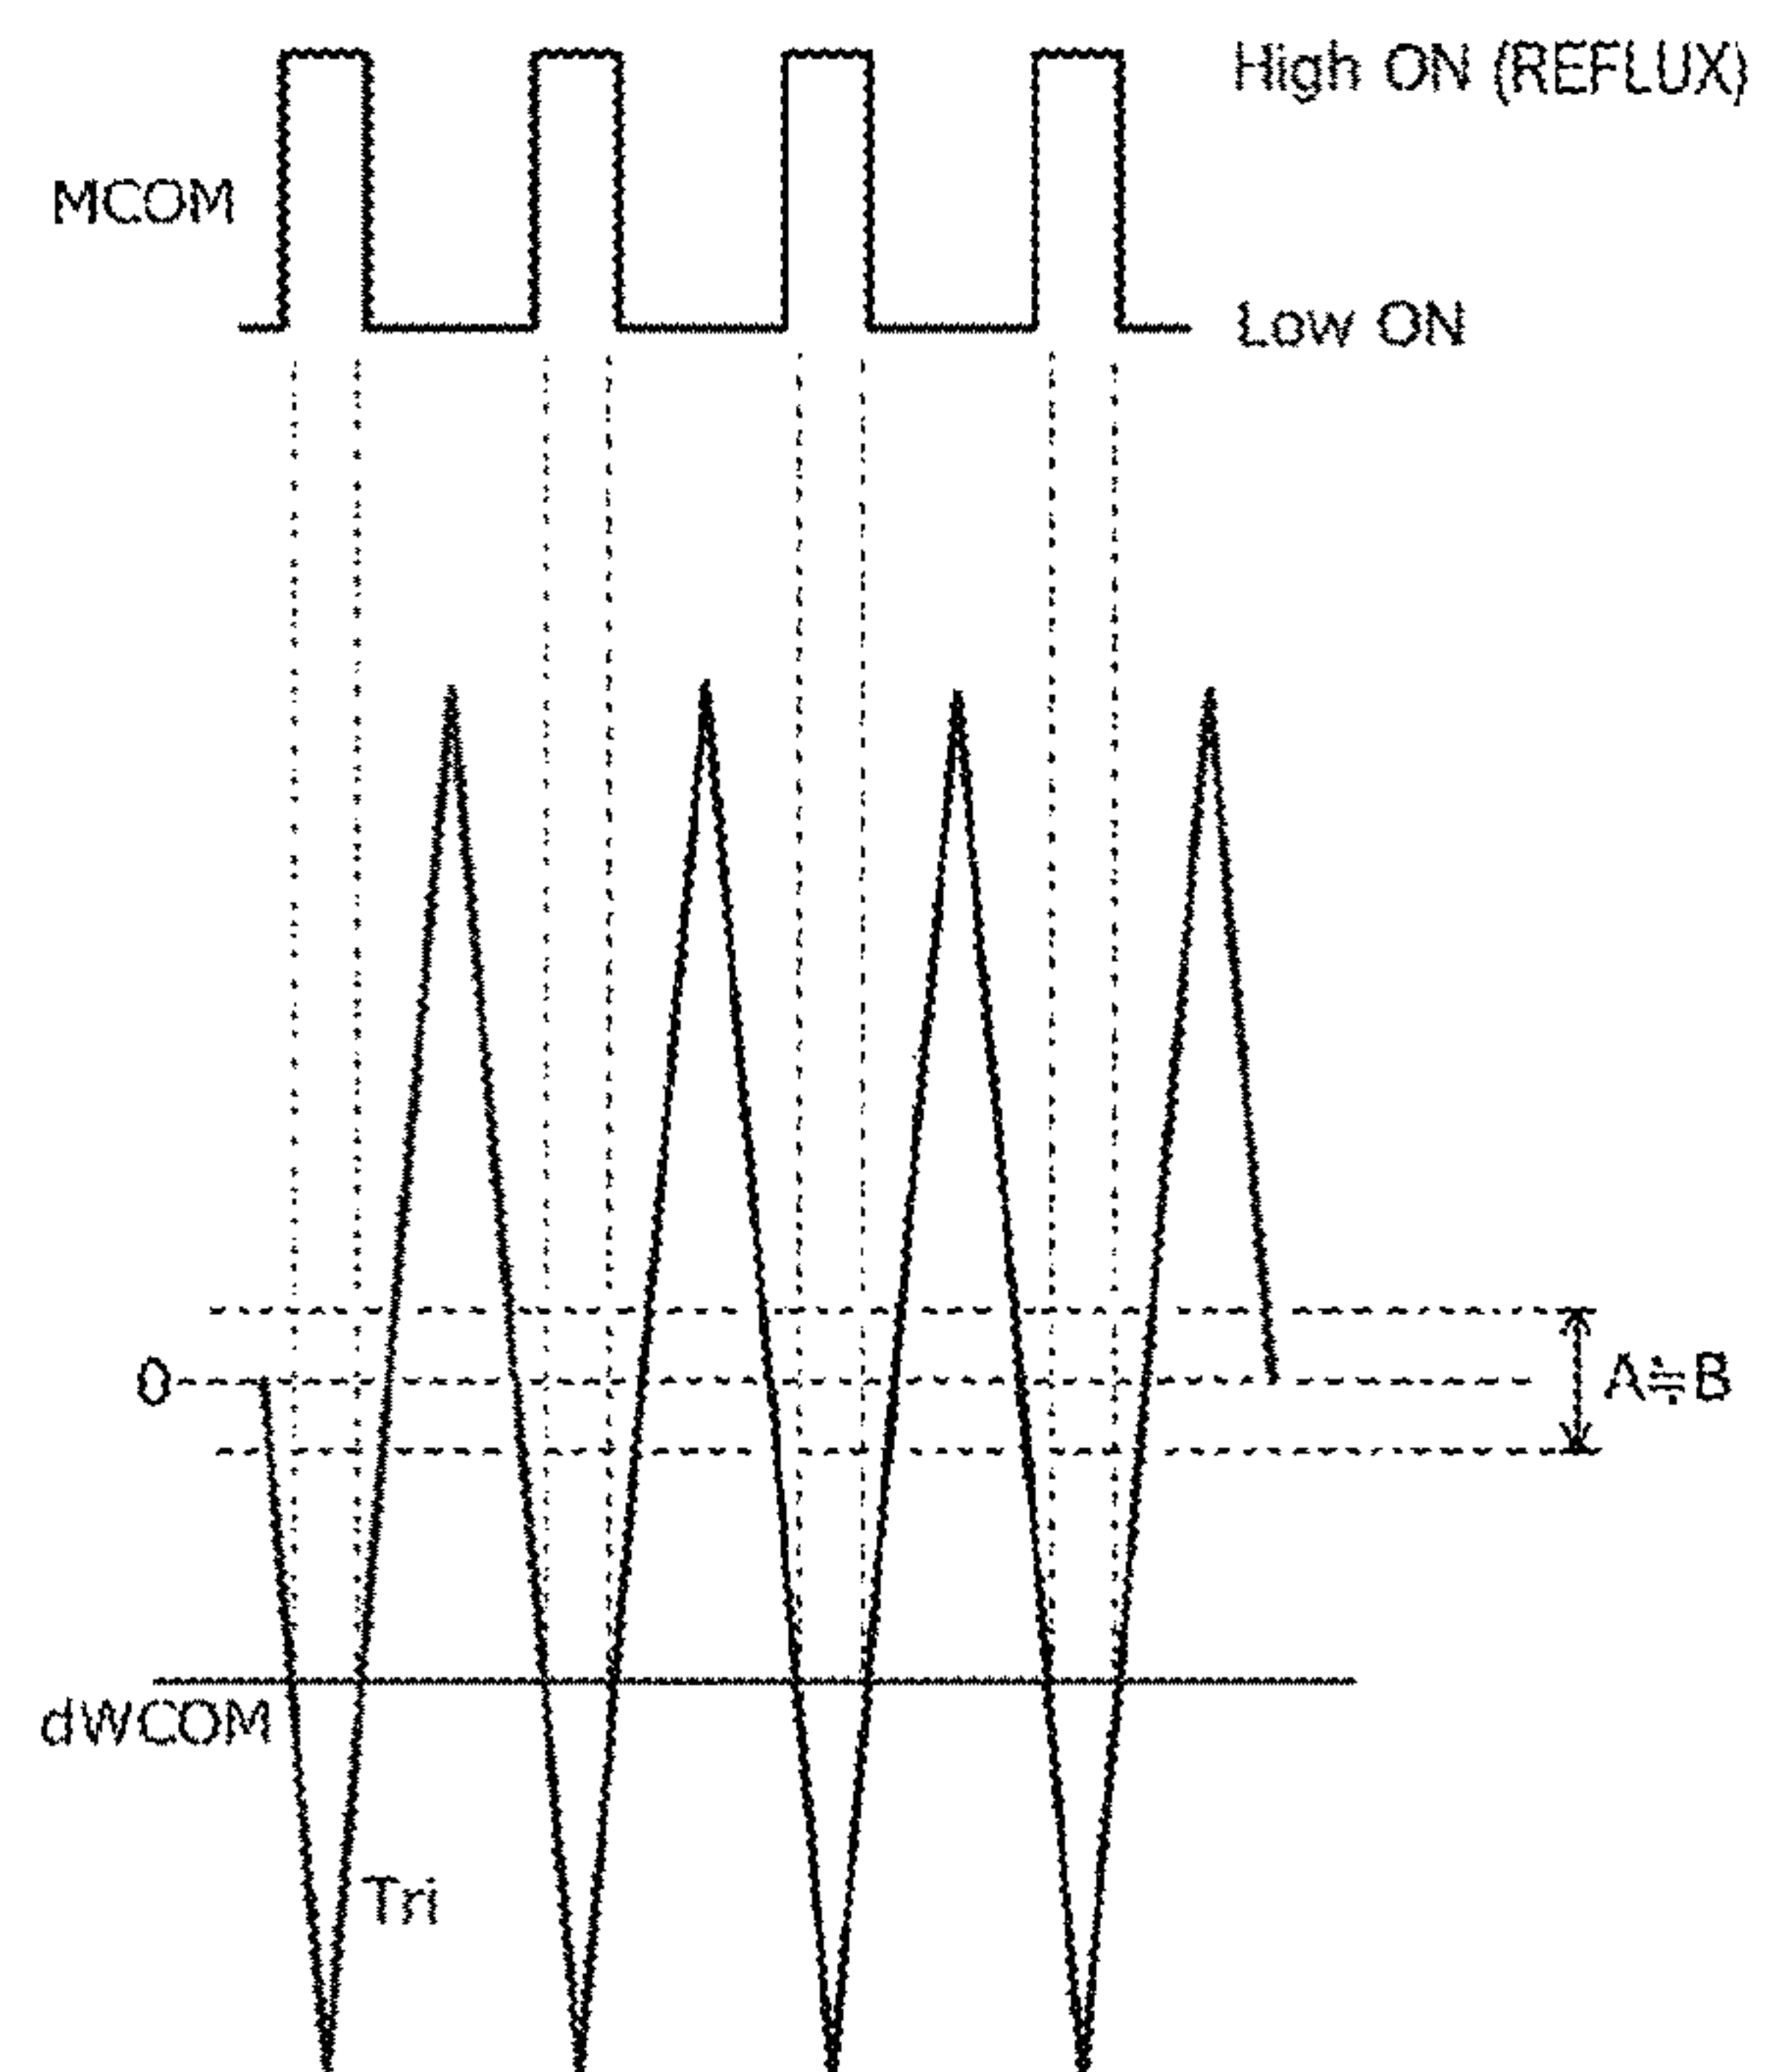 High ON (REFLUX)
MCOM
Low ON
0
A≒B
dWCOM
Tri